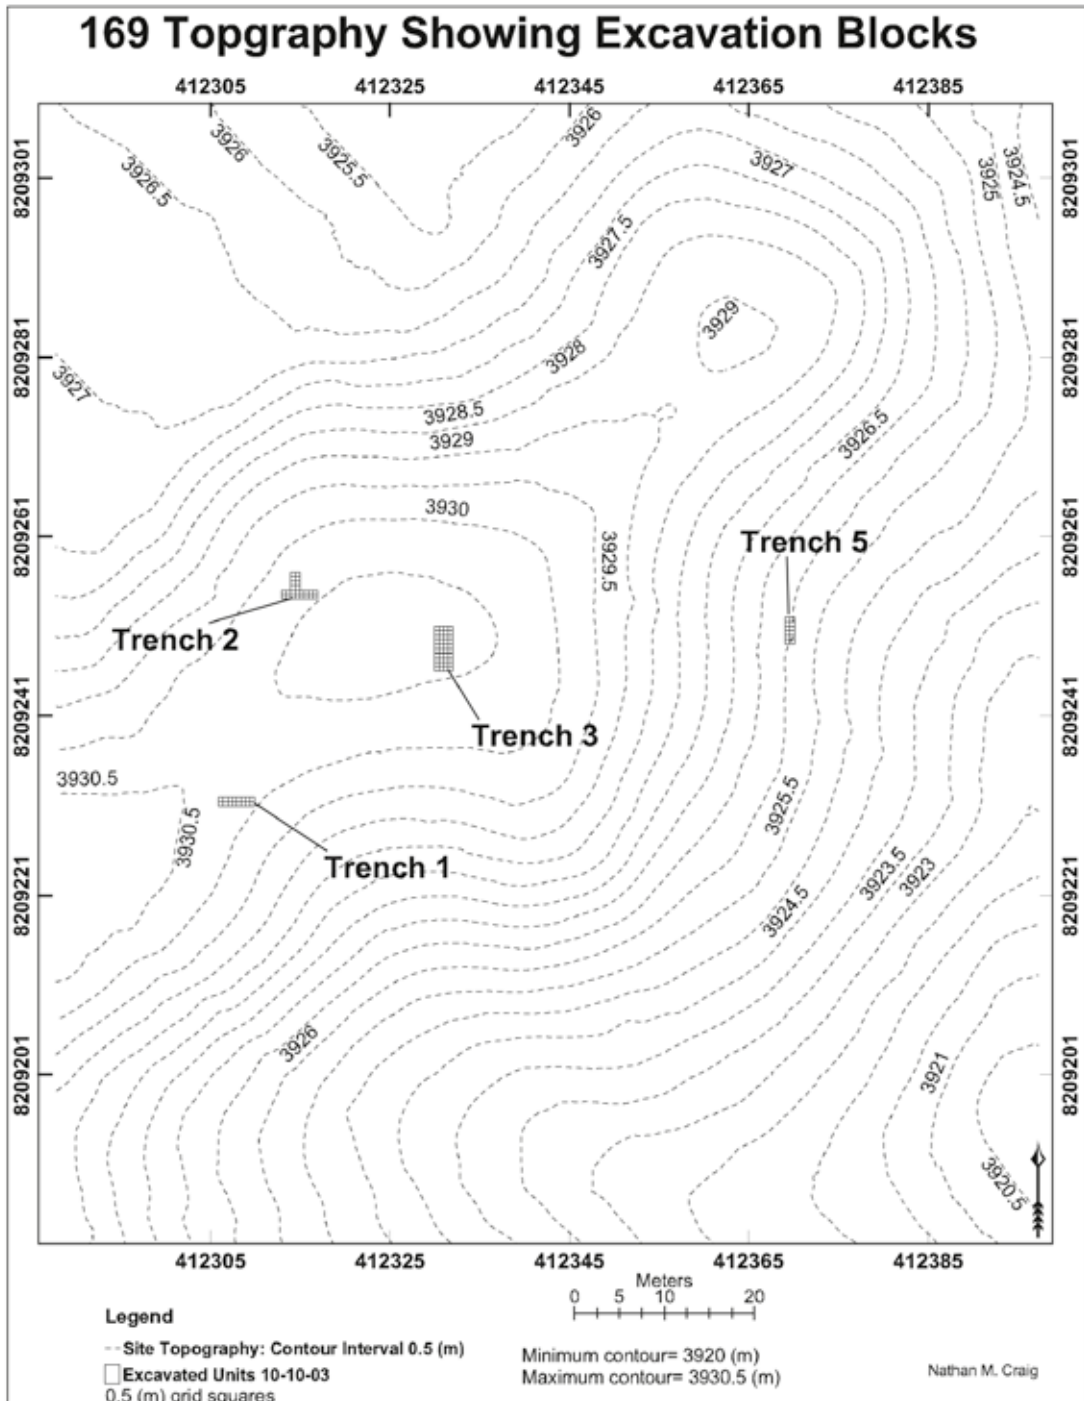 169 Topgraphy Showing Excavation Blocks
412305 412325 412345 412365 412385
8209301 8209301
3926 3925.5 3926 3927 3925 3924.5
3926.5
3927.5
3929
8209281 8209281
3927
3928
3928.5
3929
3926.5
3930
8209261 8209261
3929.5
Trench 5
Trench 2
8209241 8209241
Trench 3
3930.5
3930.5
3925.5
Trench 1
3923.5
3923
8209221 8209221
3924.5
3926
8209201 8209201
3921
3920.5
412305 412325 412345 412365 412385
Meters
0 5 10 20
Legend
Site Topography: Contour Interval 0.5 (m)
Excavated Units 10-10-03
0.5 (m) grid squares
Minimum contour= 3920 (m)
Maximum contour= 3930.5 (m)
Nathan M. Craig